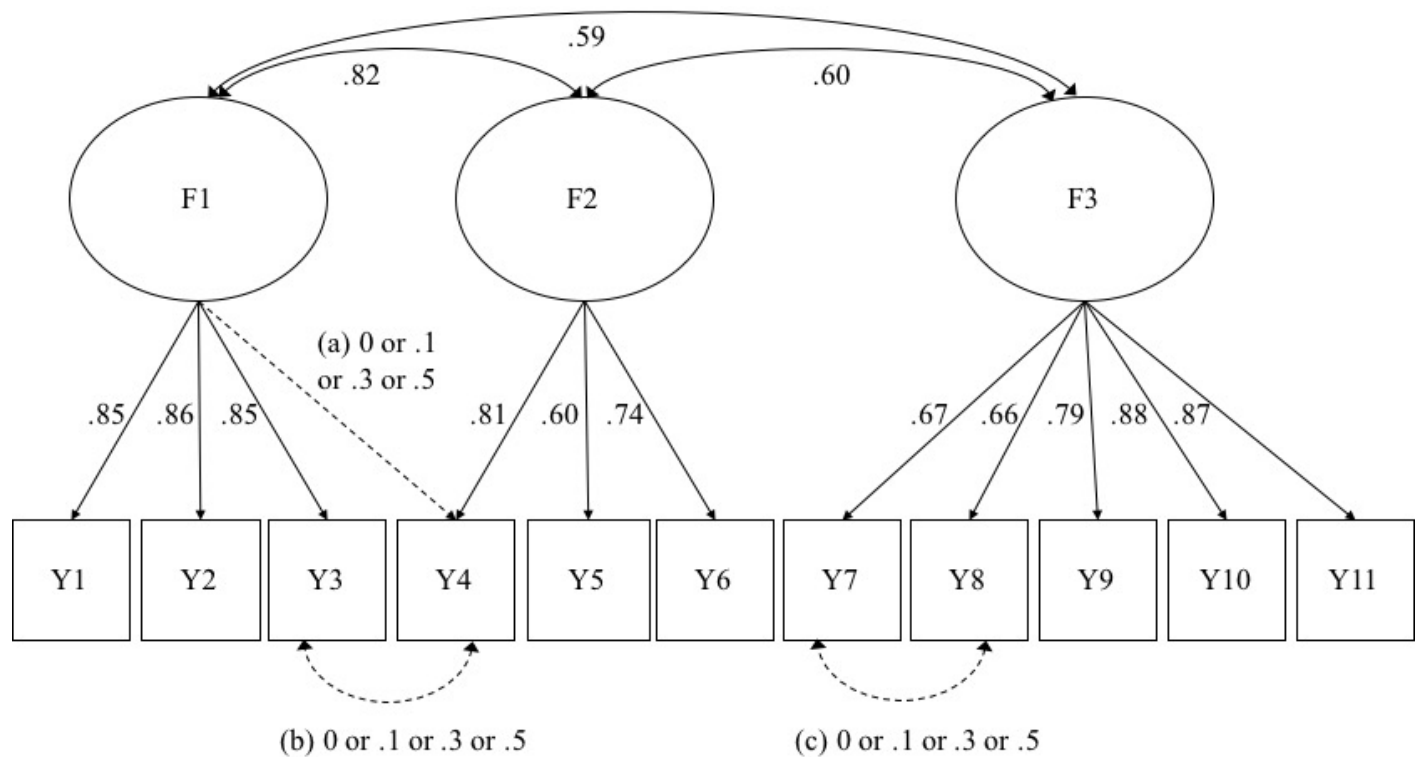 .59
.82
.60
F1
F2
F3
(a) 0 or .1
or .3 or .5
.85
.86
.85
.81
.60
.74
.67
.66
.79
.88
.87
Y1
Y2
Y3
Y4
Y5
Y6
Y7
Y8
Y9
Y10
Y11
(b) 0 or .1 or .3 or .5
(c) 0 or .1 or .3 or .5